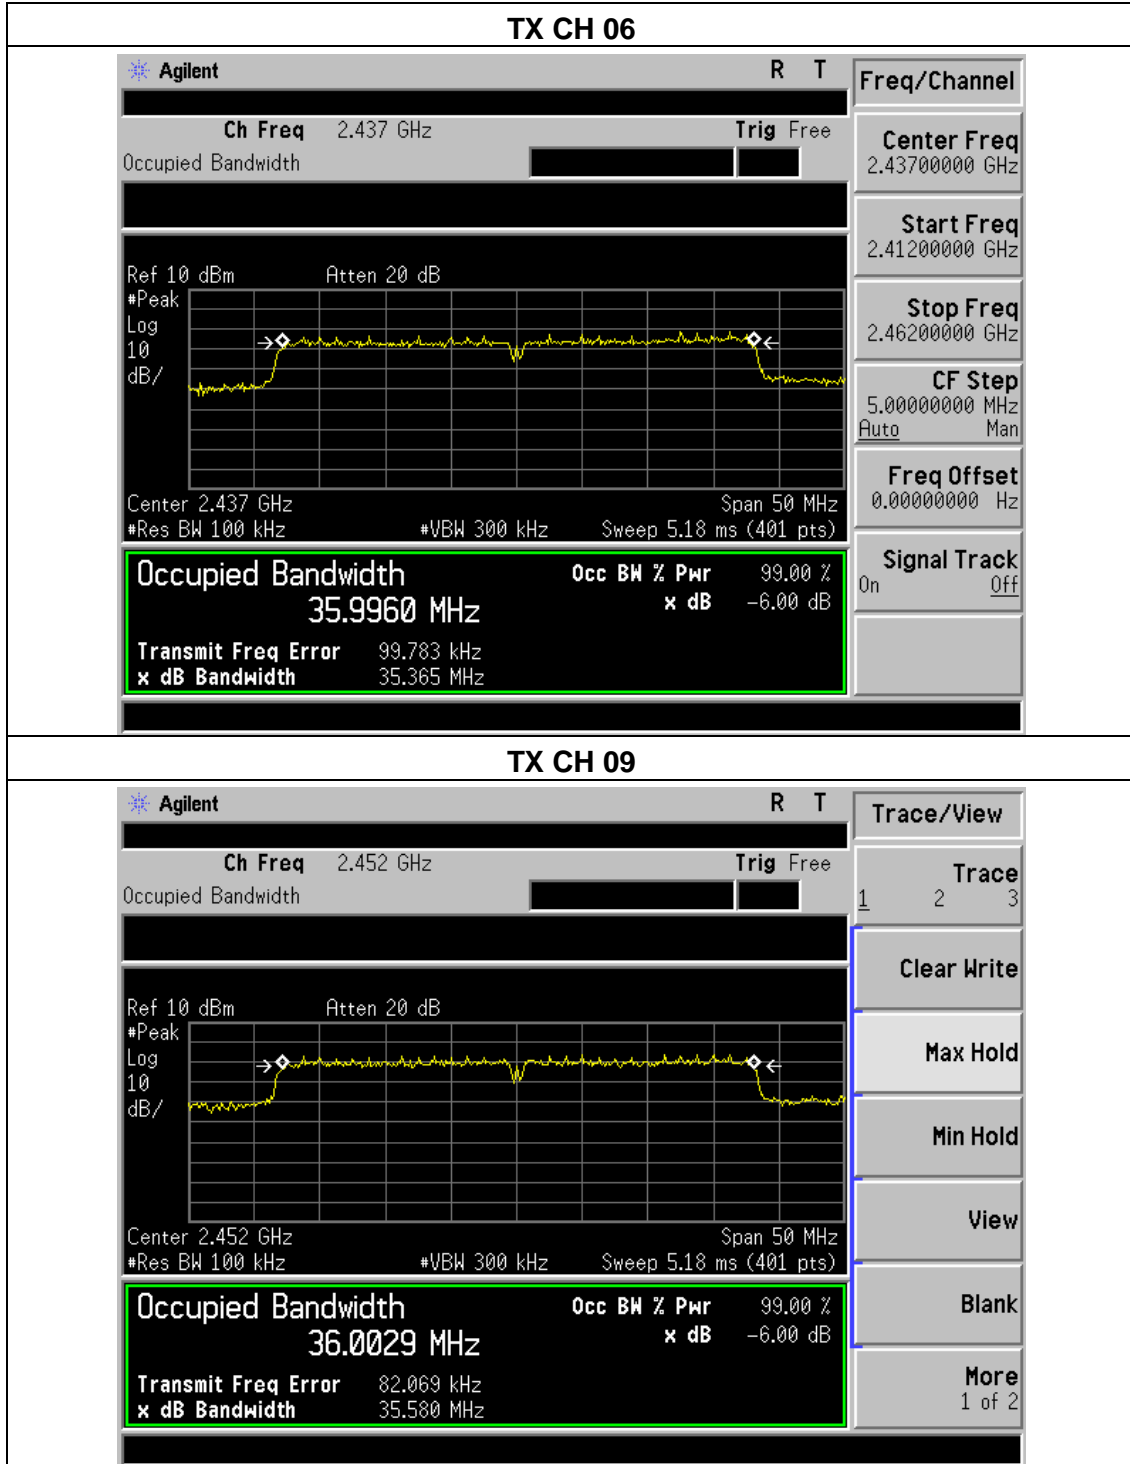 TX CH 06
Agilent R T
Freq/Channel
Ch Freq 2.437 GHz Trig Free
Occupied Bandwidth
Center Freq
2.43700000 GHz
Start Freq
2.41200000 GHz
Stop Freq
2.46200000 GHz
CF Step
5.00000000 MHz
Auto Man
Freq Offset
0.00000000 Hz
Signal Track
On Off
Ref 10 dBm Atten 20 dB
#Peak
Log
10
dB/
Center 2.437 GHz Span 50 MHz
#Res BW 100 kHz #VBW 300 kHz Sweep 5.18 ms (401 pts)
Occupied Bandwidth Occ BW % Pwr 99.00 %
35.9960 MHz x dB -6.00 dB
Transmit Freq Error 99.783 kHz
x dB Bandwidth 35.365 MHz
TX CH 09
Agilent R T
Trace/View
Ch Freq 2.452 GHz Trig Free
Occupied Bandwidth
Trace
1 2 3
Clear Write
Max Hold
Min Hold
View
Blank
More
1 of 2
Ref 10 dBm Atten 20 dB
#Peak
Log
10
dB/
Center 2.452 GHz Span 50 MHz
#Res BW 100 kHz #VBW 300 kHz Sweep 5.18 ms (401 pts)
Occupied Bandwidth Occ BW % Pwr 99.00 %
36.0029 MHz x dB -6.00 dB
Transmit Freq Error 82.069 kHz
x dB Bandwidth 35.580 MHz